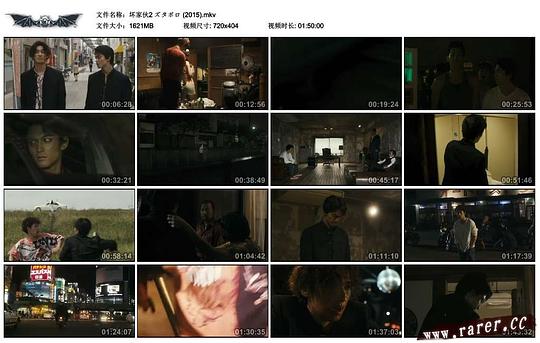 文件名称: 坏家伙2 ズタボロ (2015).mkv
文件大小: 1621MB 视频尺寸: 720x404 视频时长: 01:50:00
00:06:28 00:12:56 00:19:24 00:25:53
00:32:21 00:38:49 00:45:17 00:51:46
00:58:14 01:04:42 01:11:10 01:17:39
01:24:07 01:30:35 01:37:03
www.rarer.cc